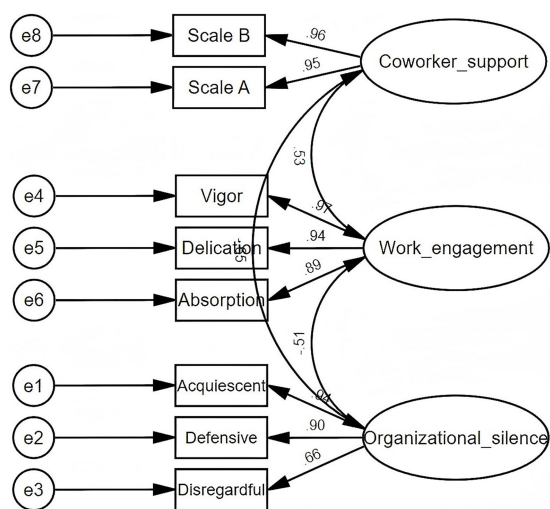 e8
Scale B
.96
Coworker_support
e7
Scale A
.95
.53
e4
Vigor
.97
e5
Delication
.94
Work_engagement
e6
Absorption
.89
-.51
e1
Acquiescent
.94
e2
Defensive
.90
Organizational_silence
e3
Disregardful
.66